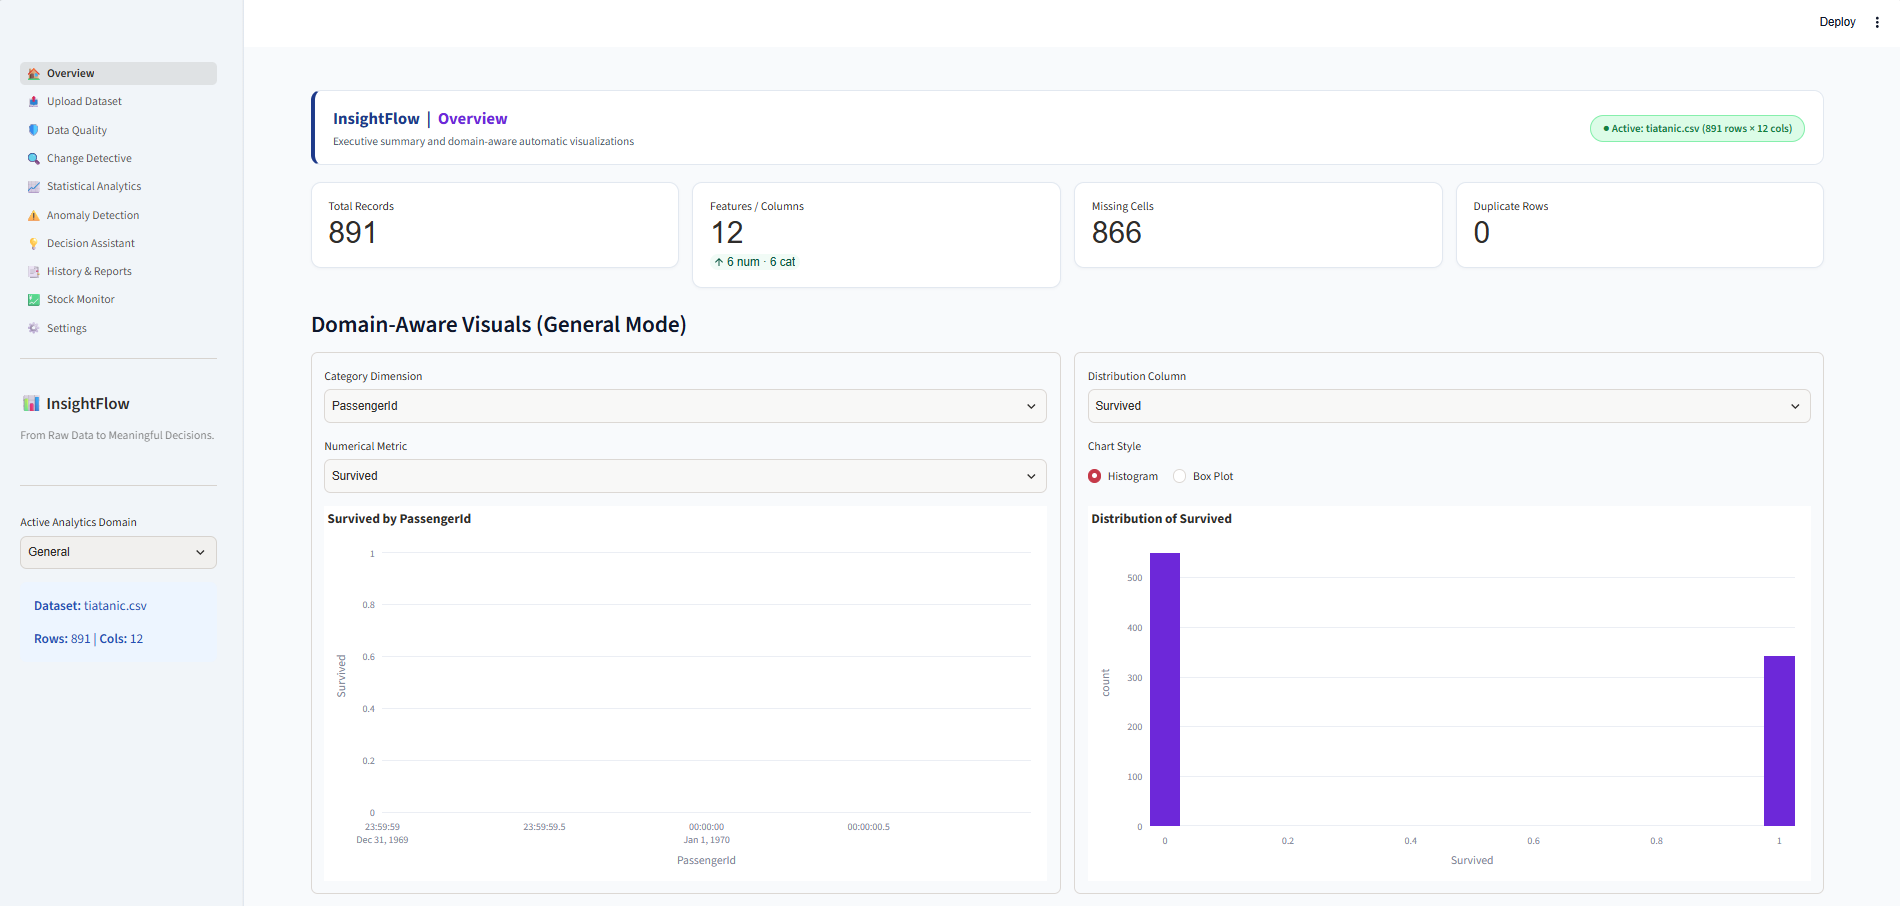 Deploy
Overview
Upload Dataset
Data Quality
Change Detective
Statistical Analytics
Anomaly Detection
Decision Assistant
History & Reports
Stock Monitor
Settings
InsightFlow
From Raw Data to Meaningful Decisions.
Active Analytics Domain
General
Dataset: tiatanic.csv
Rows: 891 | Cols: 12
InsightFlow | Overview
Executive summary and domain-aware automatic visualizations
Active: tiatanic.csv (891 rows × 12 cols)
Total Records
891
Features / Columns
12
↑ 6 num · 6 cat
Missing Cells
866
Duplicate Rows
0
Domain-Aware Visuals (General Mode)
Category Dimension
PassengerId
Numerical Metric
Survived
Survived by PassengerId
1
0.8
0.6
0.4
0.2
0
Survived
23:59:59 23:59:59.5 00:00:00 00:00:00.5
Dec 31, 1969 Jan 1, 1970
PassengerId
Distribution Column
Survived
Chart Style
Histogram Box Plot
Distribution of Survived
500
400
300
200
100
0
count
0 0.2 0.4 0.6 0.8 1
Survived